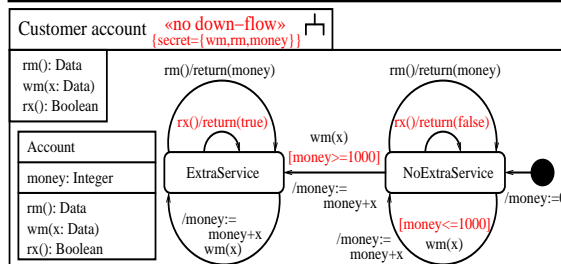 Customer account «no down-flow»
{secret={wm,rm,money}}
rm(): Data
wm(x: Data)
rx(): Boolean
Account
money: Integer
rm(): Data
wm(x: Data)
rx(): Boolean
rm()/return(money)
rx()/return(true)
ExtraService
/money:=
money+x
wm(x)
wm(x)
[money>=1000]
/money:=
money+x
rm()/return(money)
rx()/return(false)
NoExtraService
[money<=1000]
/money:=
money+x
wm(x)
/money:=0